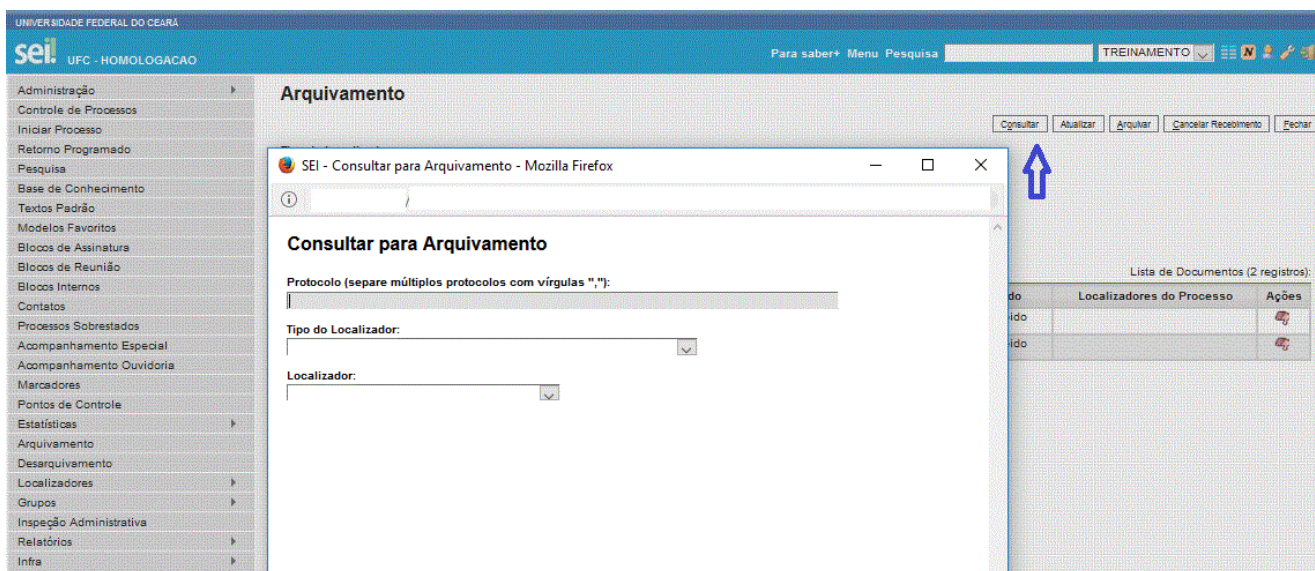 UNIVERSIDADE FEDERAL DO CEARÁ
sei! UFC - HOMOLOGACAO
Para saber+ Menu Pesquisa
TREINAMENTO
N
Administração
Controle de Processos
Iniciar Processo
Retorno Programado
Pesquisa
Base de Conhecimento
Textos Padrão
Modelos Favoritos
Blocos de Assinatura
Blocos de Reunião
Blocos Internos
Contatos
Processos Sobrestados
Acompanhamento Especial
Acompanhamento Ouvidoria
Marcadores
Pontos de Controle
Estatísticas
Arquivamento
Desarquivamento
Localizadores
Grupos
Inspeção Administrativa
Relatórios
Infra
Arquivamento
Consultar Atualizar Arquivar Cancelar Recebimento Fechar
SEI - Consultar para Arquivamento - Mozilla Firefox
/
Consultar para Arquivamento
Protocolo (separe múltiplos protocolos com vírgulas ","):
Tipo do Localizador:
Localizador:
Lista de Documentos (2 registros):
do Localizadores do Processo Ações
ido
ido